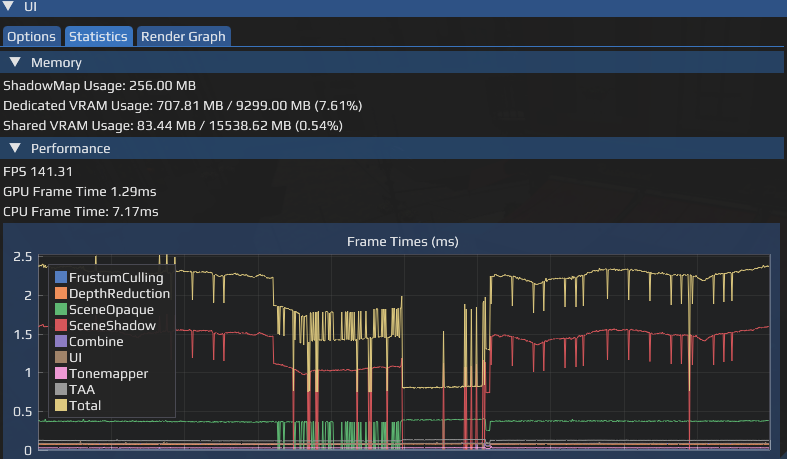 UI
Options Statistics Render Graph
Memory
ShadowMap Usage: 256.00 MB
Dedicated VRAM Usage: 707.81 MB / 9299.00 MB (7.61%)
Shared VRAM Usage: 83.44 MB / 15538.62 MB (0.54%)
Performance
FPS 141.31
GPU Frame Time 1.29ms
CPU Frame Time: 7.17ms
Frame Times (ms)
2.5
2
1.5
1
0.5
0
FrustumCulling
DepthReduction
SceneOpaque
SceneShadow
Combine
UI
Tonemapper
TAA
Total